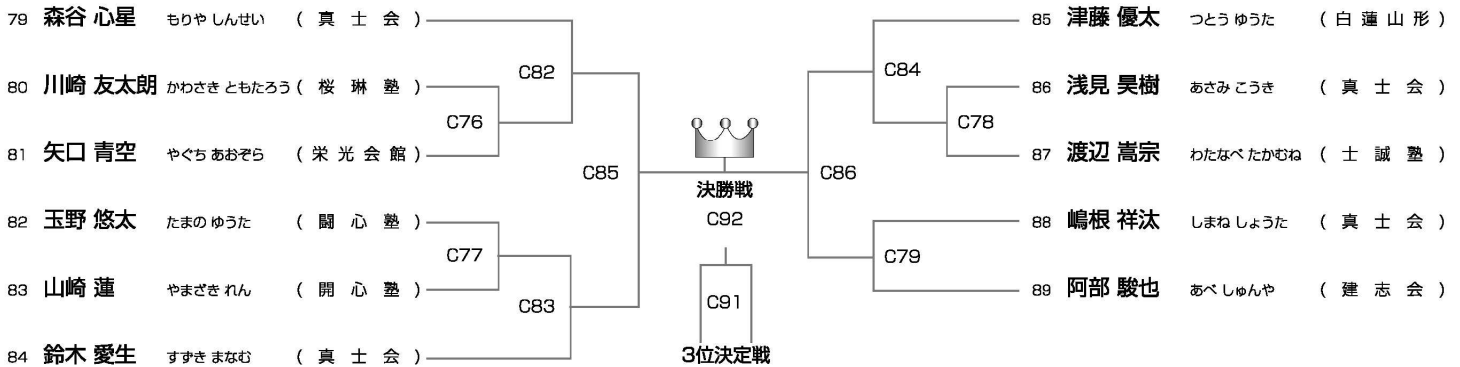 79 森谷 心星 もりや しんせい ( 真 士 会 )
80 川崎 友太朗 かわさき ともたろう ( 桜 琳 塾 )
81 矢口 青空 やぐち あおぞら ( 栄 光 会 館 )
82 玉野 悠太 たまの ゆうた ( 闘 心 塾 )
83 山崎 蓮 やまざき れん ( 開 心 塾 )
84 鈴木 愛生 すずき まなむ ( 真 士 会 )
C82
C76
C85
C77
C83
決勝戦
C92
C91
3位決定戦
C84
C78
C86
C79
85 津藤 優太 つとう ゆうた ( 白 蓮 山 形 )
86 浅見 昊樹 あさみ こうき ( 真 士 会 )
87 渡辺 嵩宗 わたなべ たかむね ( 士 誠 塾 )
88 嶋根 祥汰 しまね しょうた ( 真 士 会 )
89 阿部 駿也 あべ しゅんや ( 建 志 会 )